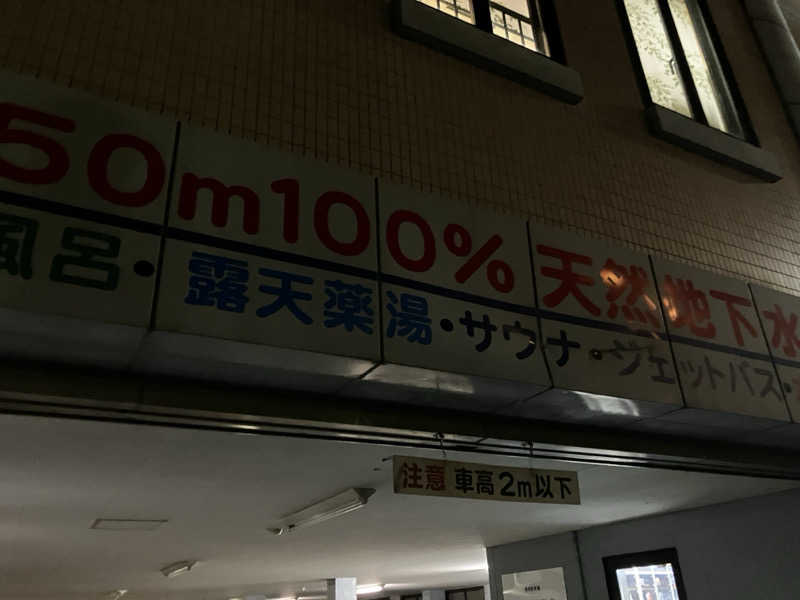 50m100%天然地下水
風呂・露天薬湯・サウナ・ジェットバス・
注意 車高2m以下